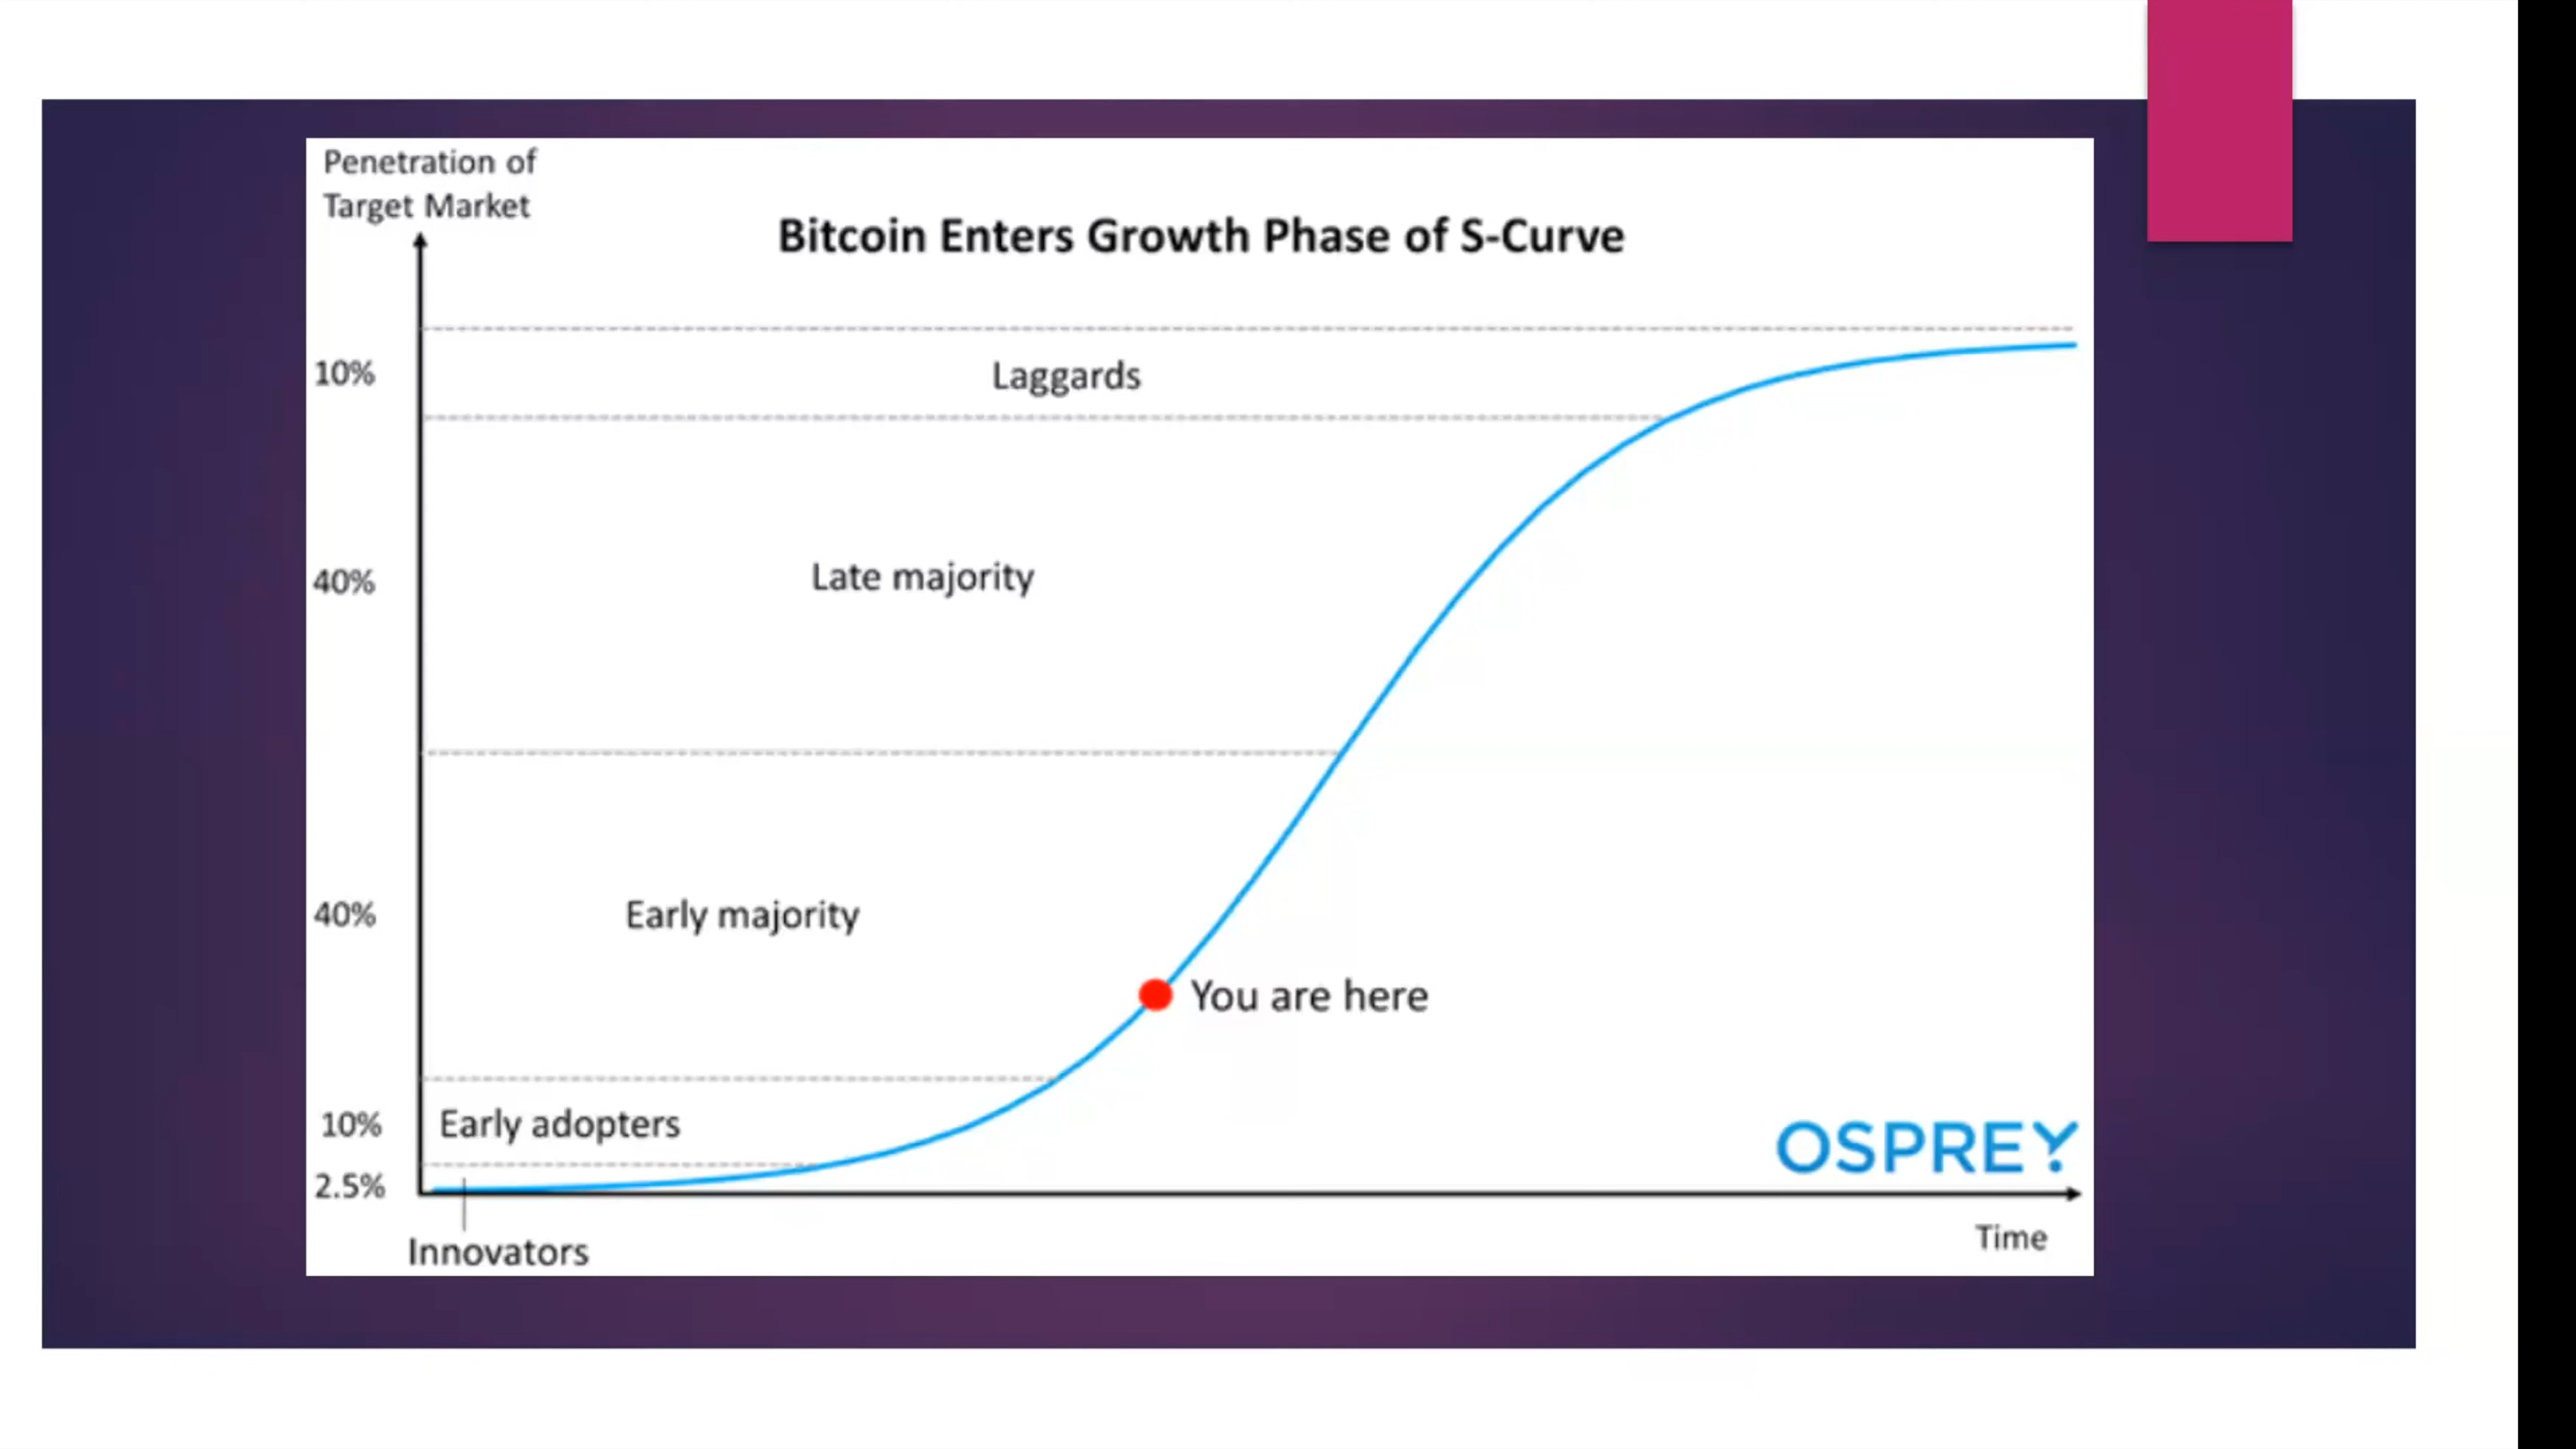 Penetration of
Target Market
Bitcoin Enters Growth Phase of S-Curve
10%
Laggards
40%
Late majority
40%
Early majority
You are here
10%
Early adopters
2.5%
OSPREY
Time
Innovators